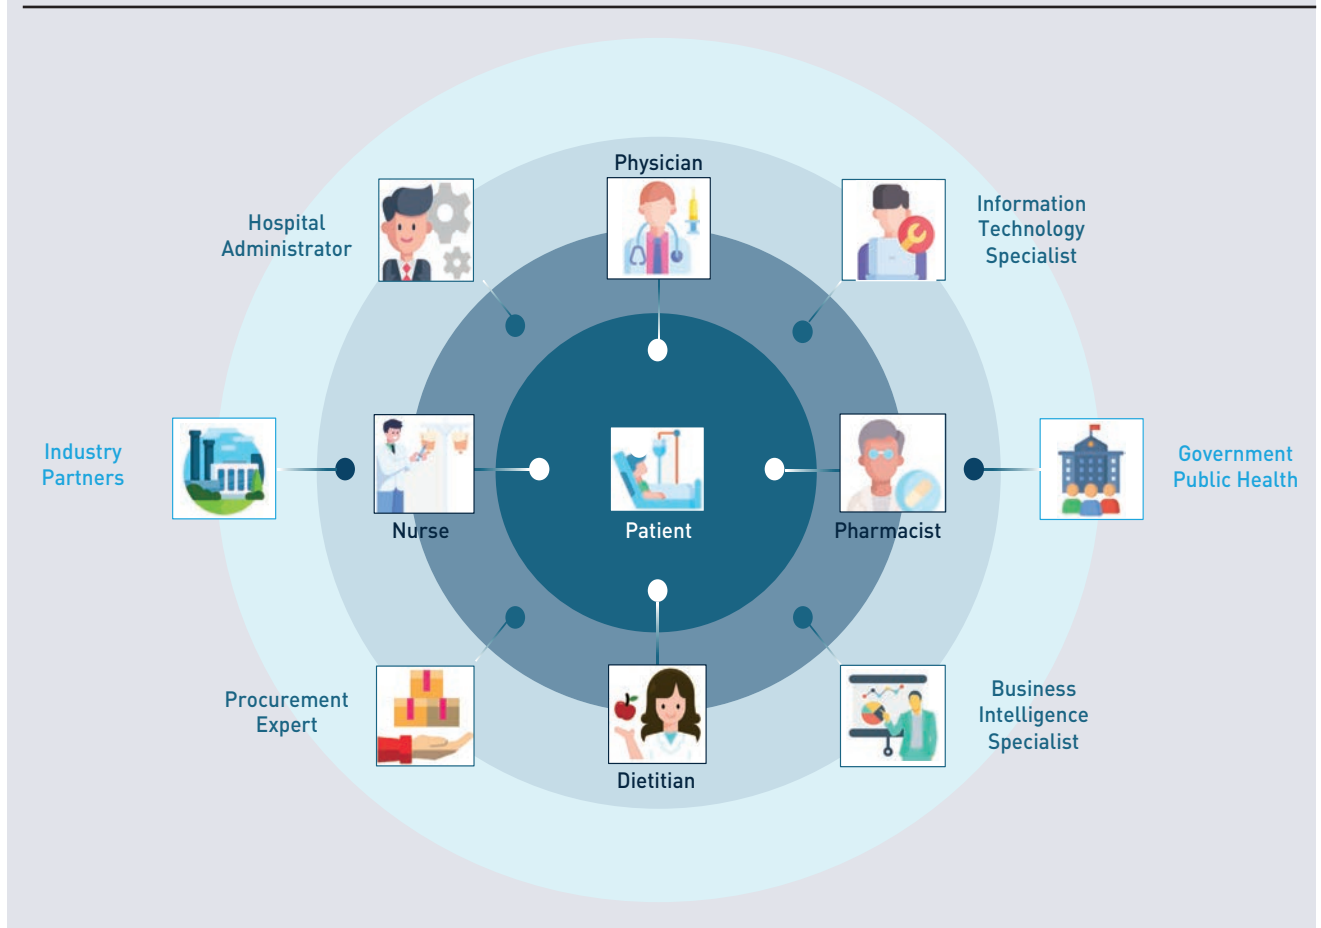 Physician
Hospital
Administrator
Information
Technology
Specialist
Industry
Partners
Nurse
Patient
Pharmacist
Government
Public Health
Procurement
Expert
Dietitian
Business
Intelligence
Specialist